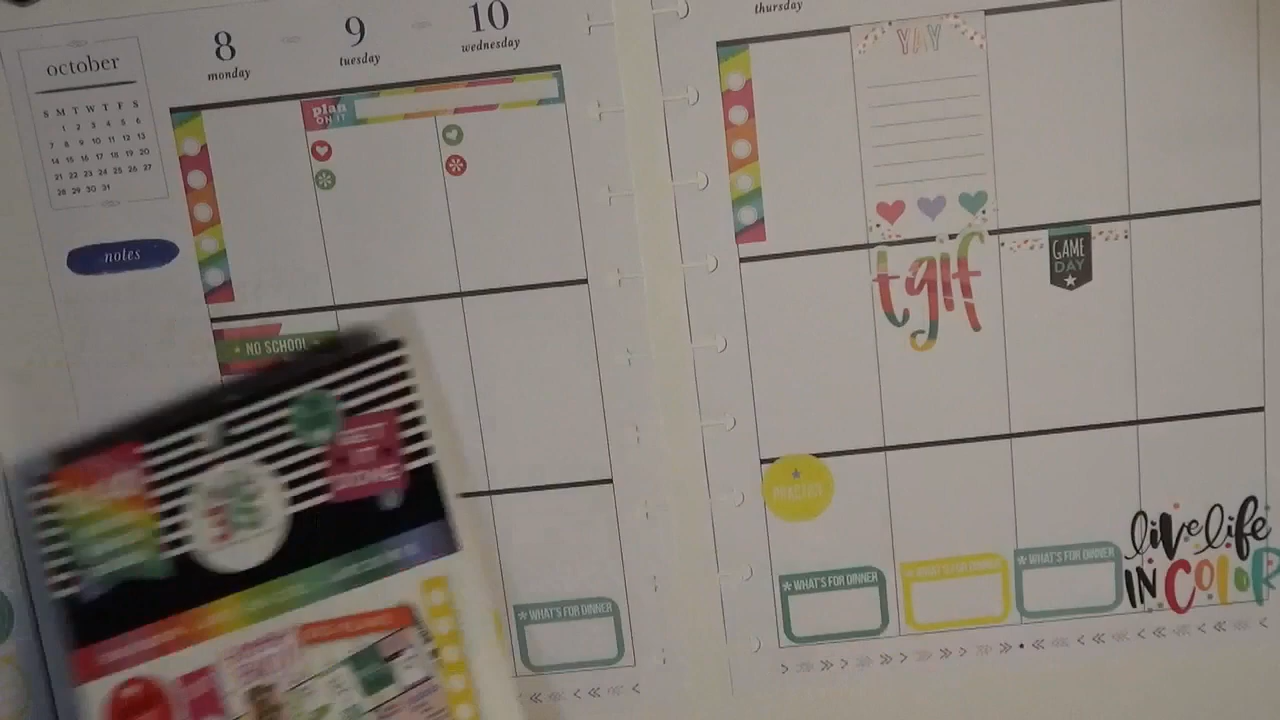 october
S M T W T F S
1 2 3 4 5 6
7 8 9 10 11 12 13
14 15 16 17 18 19 20
21 22 23 24 25 26 27
28 29 30 31
notes
8
monday
9
tuesday
10
wednesday
plan
ON IT
NO SCHOOL
WHAT'S FOR DINNER
thursday
YAY
tgif
GAME
DAY
PRACTICE
WHAT'S FOR DINNER
WHAT'S FOR DINNER
WHAT'S FOR DINNER
live life
IN COLOR